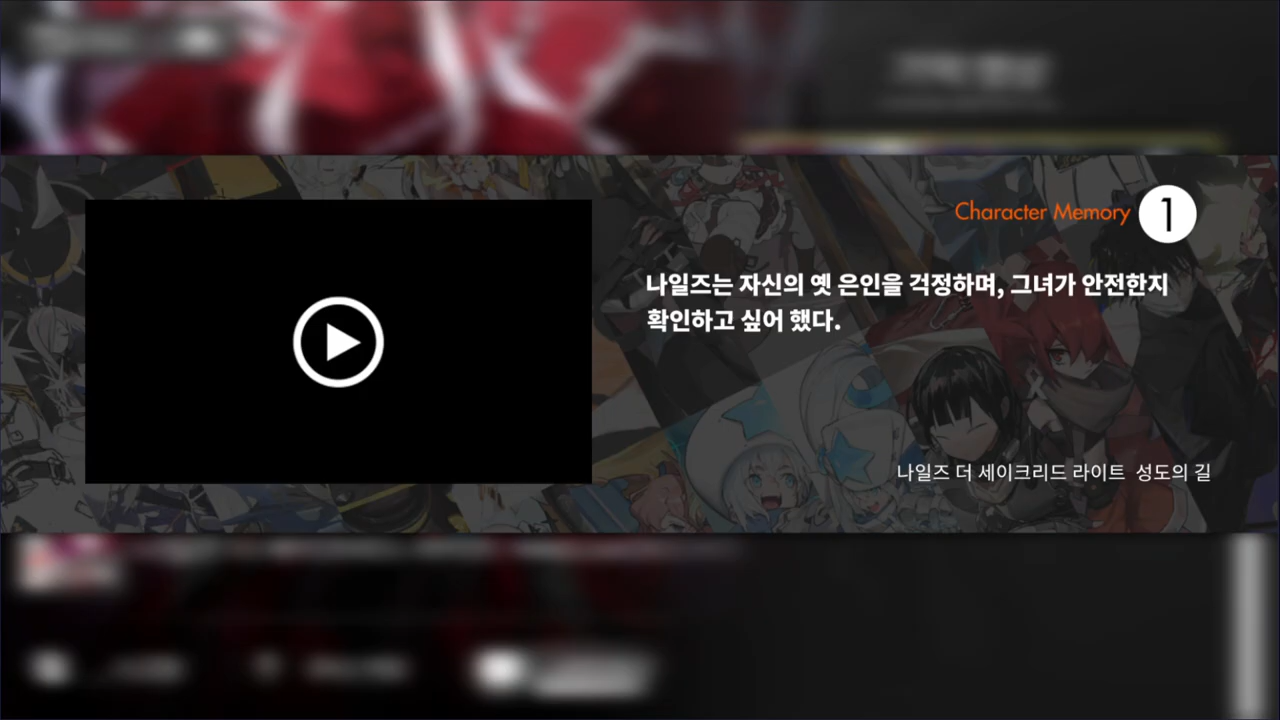 Character Memory 1
나일즈는 자신의 옛 은인을 걱정하며, 그녀가 안전한지
확인하고 싶어 했다.
나일즈 더 세이크리드 라이트 성도의 길